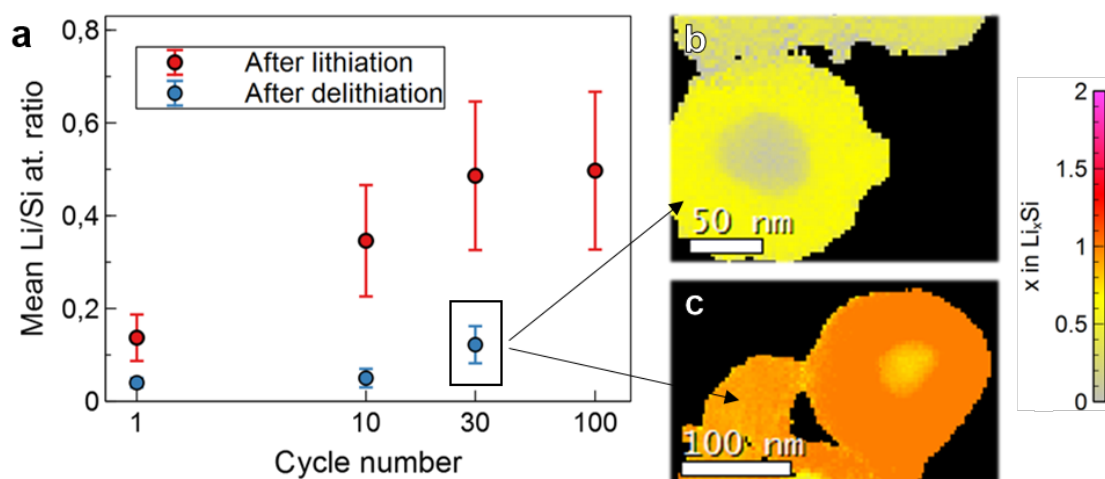 a
Mean Li/Si at. ratio
0,8
0,6
0,4
0,2
0
After lithiation
After delithiation
1
10
30
100
Cycle number
b
50 nm
c
100 nm
x in LiₓSi
2
1.5
1
0.5
0